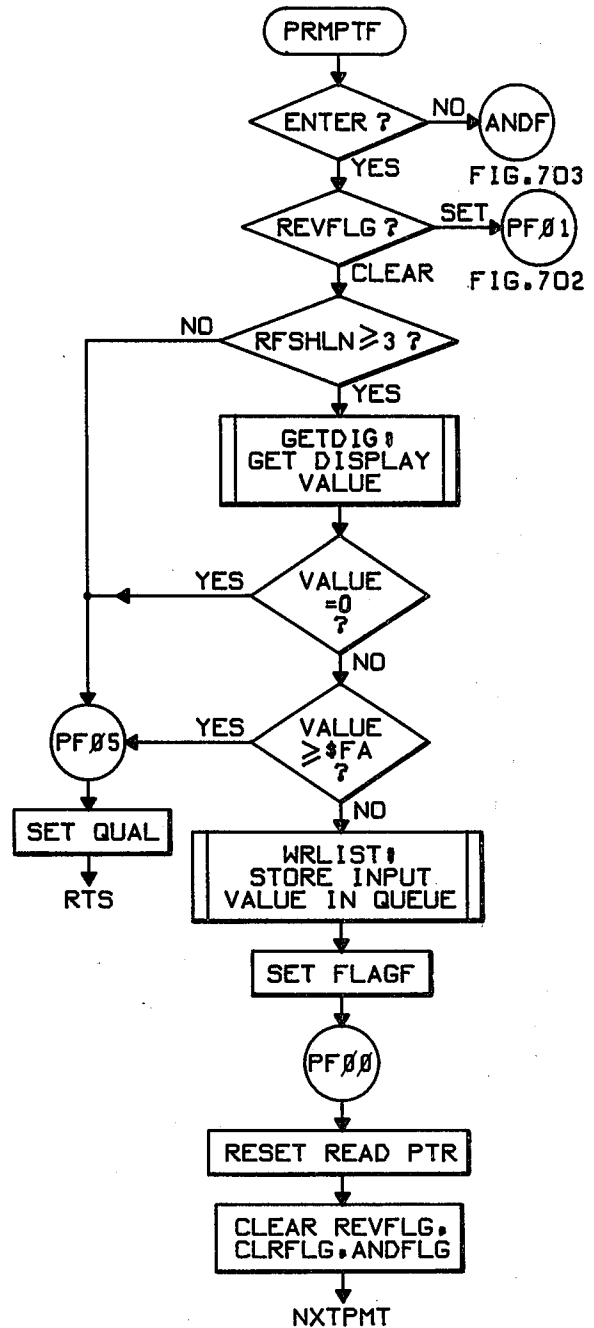 PRMPTF
ENTER ?
NO
ANDF
FIG.703
YES
REVFLG ?
SET
PFØ1
FIG.702
CLEAR
NO
RFSHLN ≥ 3 ?
YES
GETDIG:
GET DISPLAY
VALUE
YES
VALUE
=0
?
NO
YES
VALUE
≥ $FA
?
PFØ5
NO
SET QUAL
RTS
WRLIST:
STORE INPUT
VALUE IN QUEUE
SET FLAGF
PFØØ
RESET READ PTR
CLEAR REVFLG,
CLRFLG,ANDFLG
NXTPMT